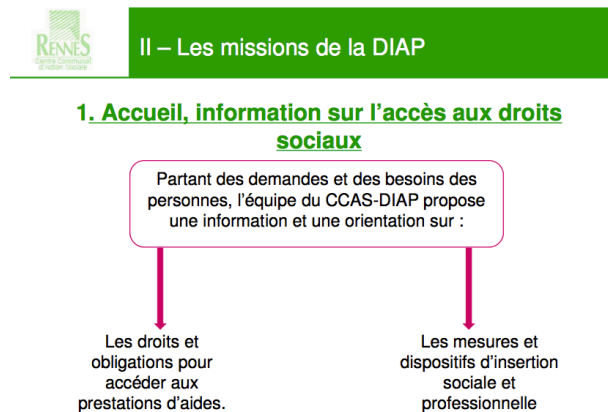 RENNES
Centre Communal
d'Action Sociale
II – Les missions de la DIAP
1. Accueil, information sur l'accès aux droits
sociaux
Partant des demandes et des besoins des
personnes, l'équipe du CCAS-DIAP propose
une information et une orientation sur :
Les droits et
obligations pour
accéder aux
prestations d'aides.
Les mesures et
dispositifs d'insertion
sociale et
professionnelle